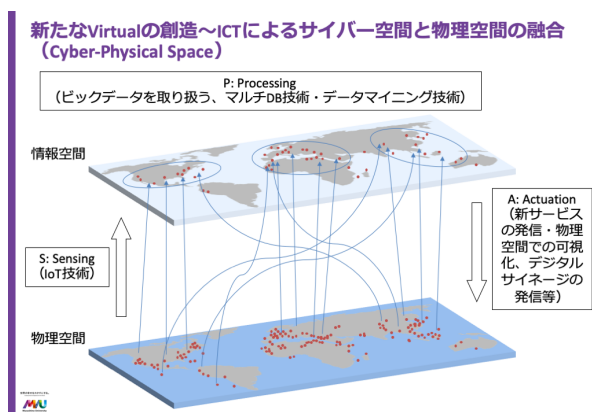 新たなVirtualの創造～ICTによるサイバー空間と物理空間の融合
（Cyber-Physical Space）
P: Processing
（ビックデータを取り扱う、マルチDB技術・データマイニング技術）
情報空間
A: Actuation
（新サービス
の発信・物理
空間での可視
化、デジタル
サイネージの
発信等）
S: Sensing
（IoT技術）
物理空間
MAU